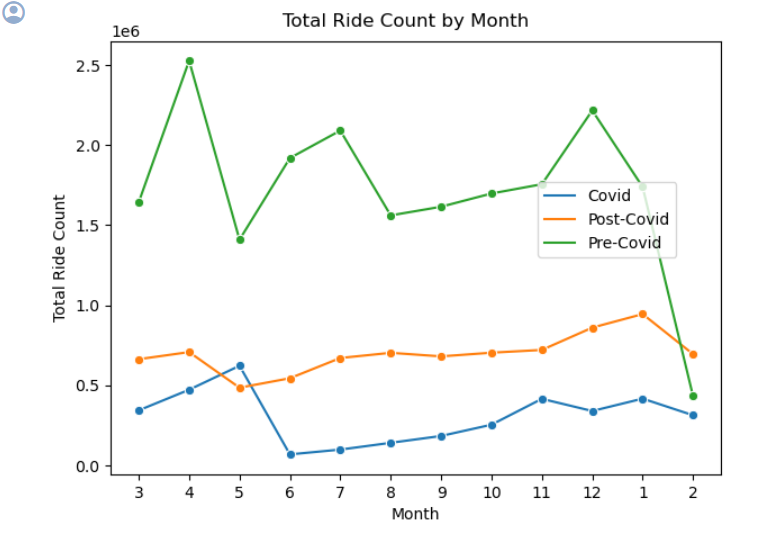 Total Ride Count by Month
1e6
2.5
2.0
1.5
1.0
0.5
0.0
Total Ride Count
Covid
Post-Covid
Pre-Covid
3 4 5 6 7 8 9 10 11 12 1 2
Month